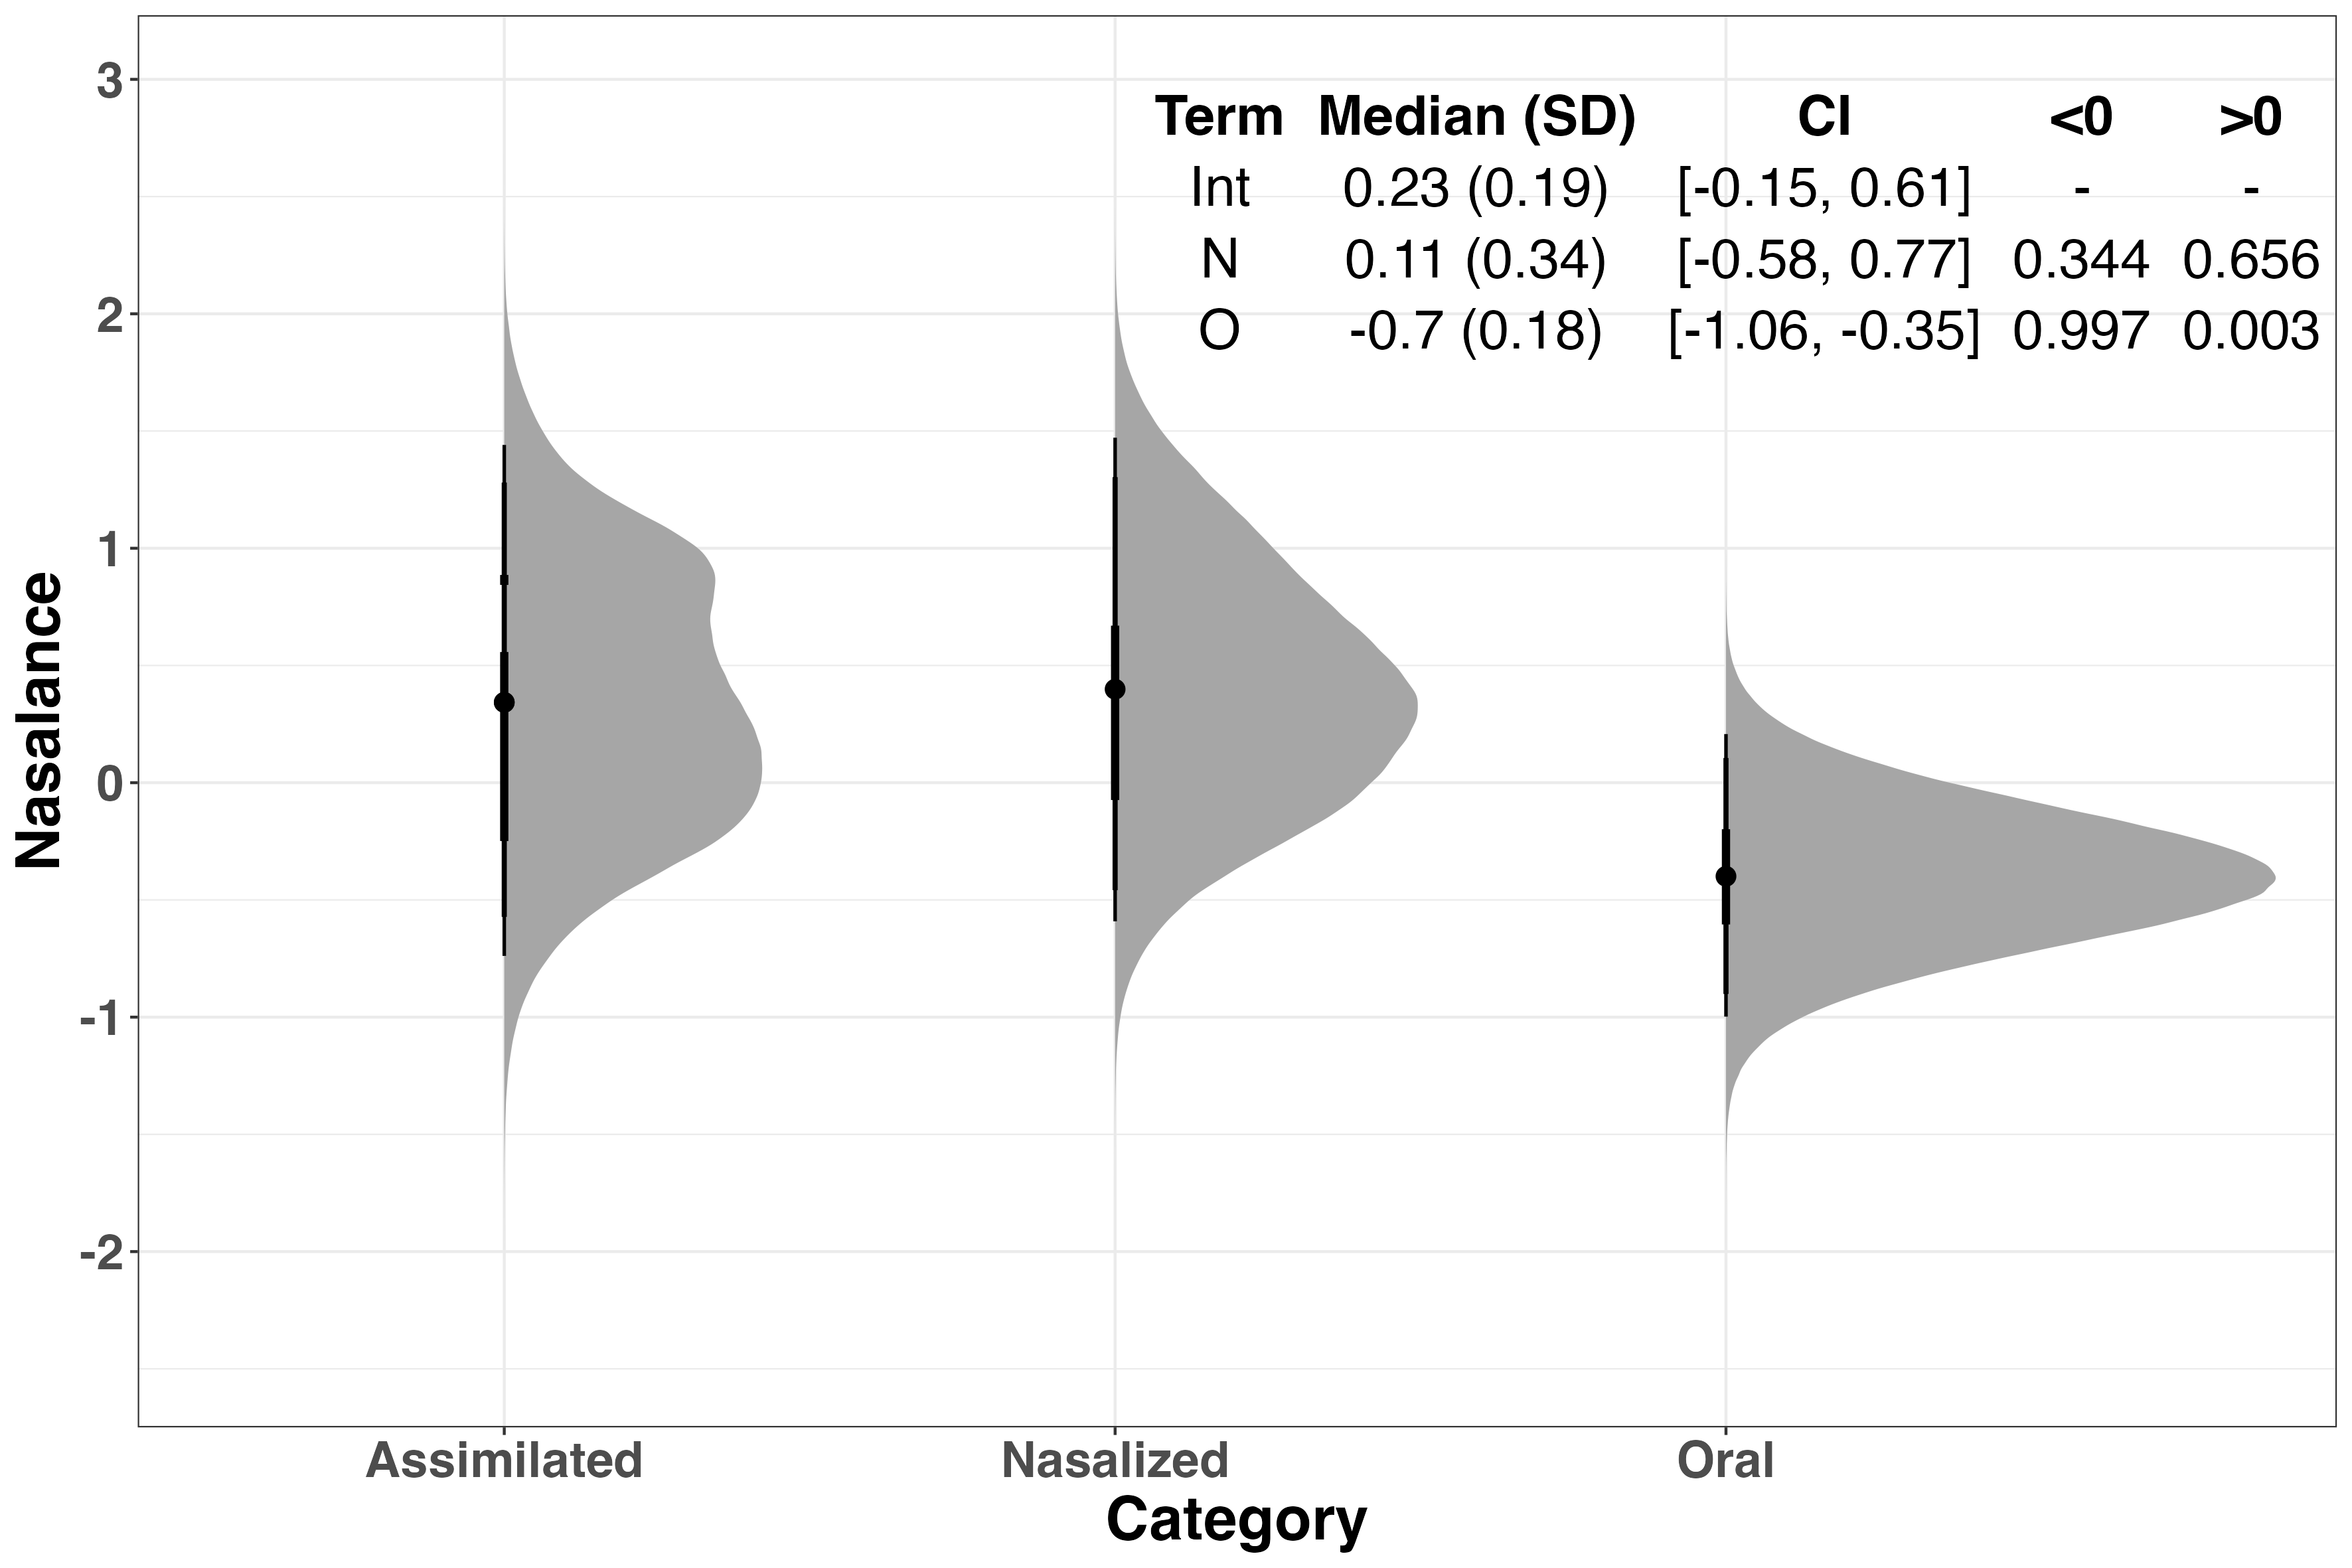 3
Term Median (SD) CI <0 >0
Int 0.23 (0.19) [-0.15, 0.61] - -
N 0.11 (0.34) [-0.58, 0.77] 0.344 0.656
2
O -0.7 (0.18) [-1.06, -0.35] 0.997 0.003
1
Nasalance
0
-1
-2
Assimilated Nasalized Oral
Category